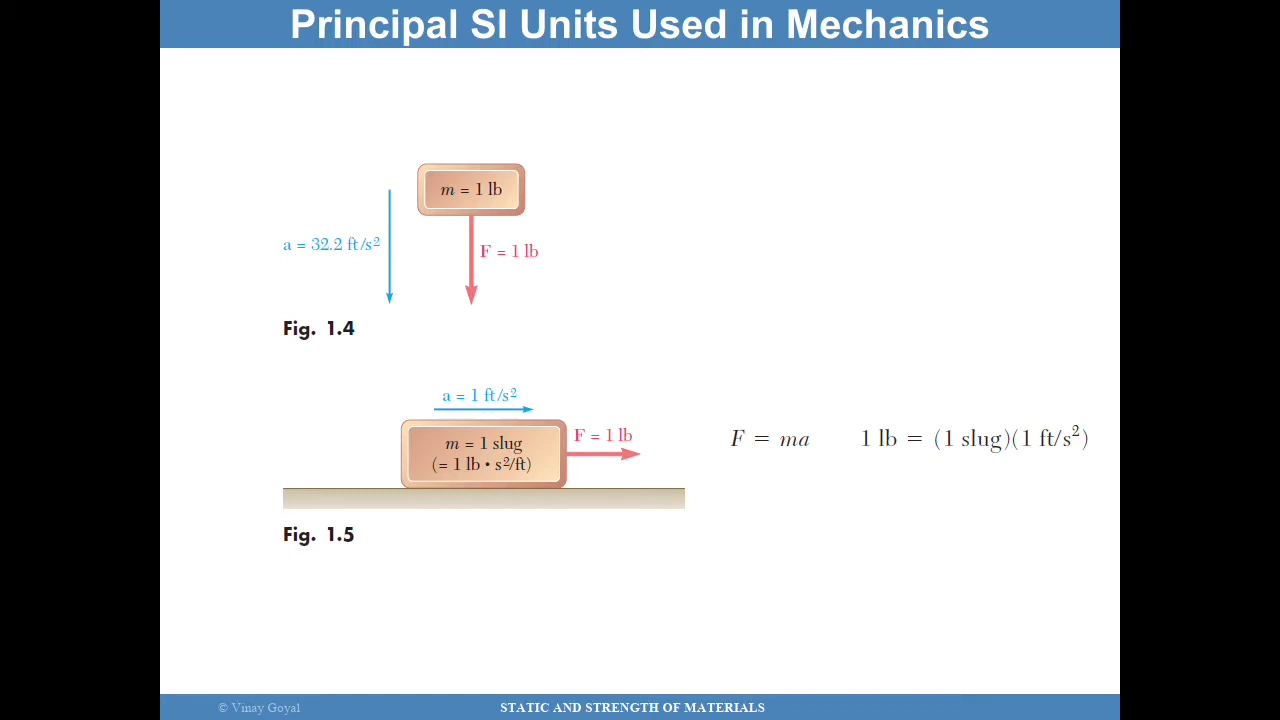 Principal SI Units Used in Mechanics
m = 1 lb
a = 32.2 ft/s²
F = 1 lb
Fig. 1.4
a = 1 ft/s²
m = 1 slug
(= 1 lb • s²/ft)
F = 1 lb
F = ma 1 lb = (1 slug)(1 ft/s²)
Fig. 1.5
© Vinay Goyal
STATIC AND STRENGTH OF MATERIALS